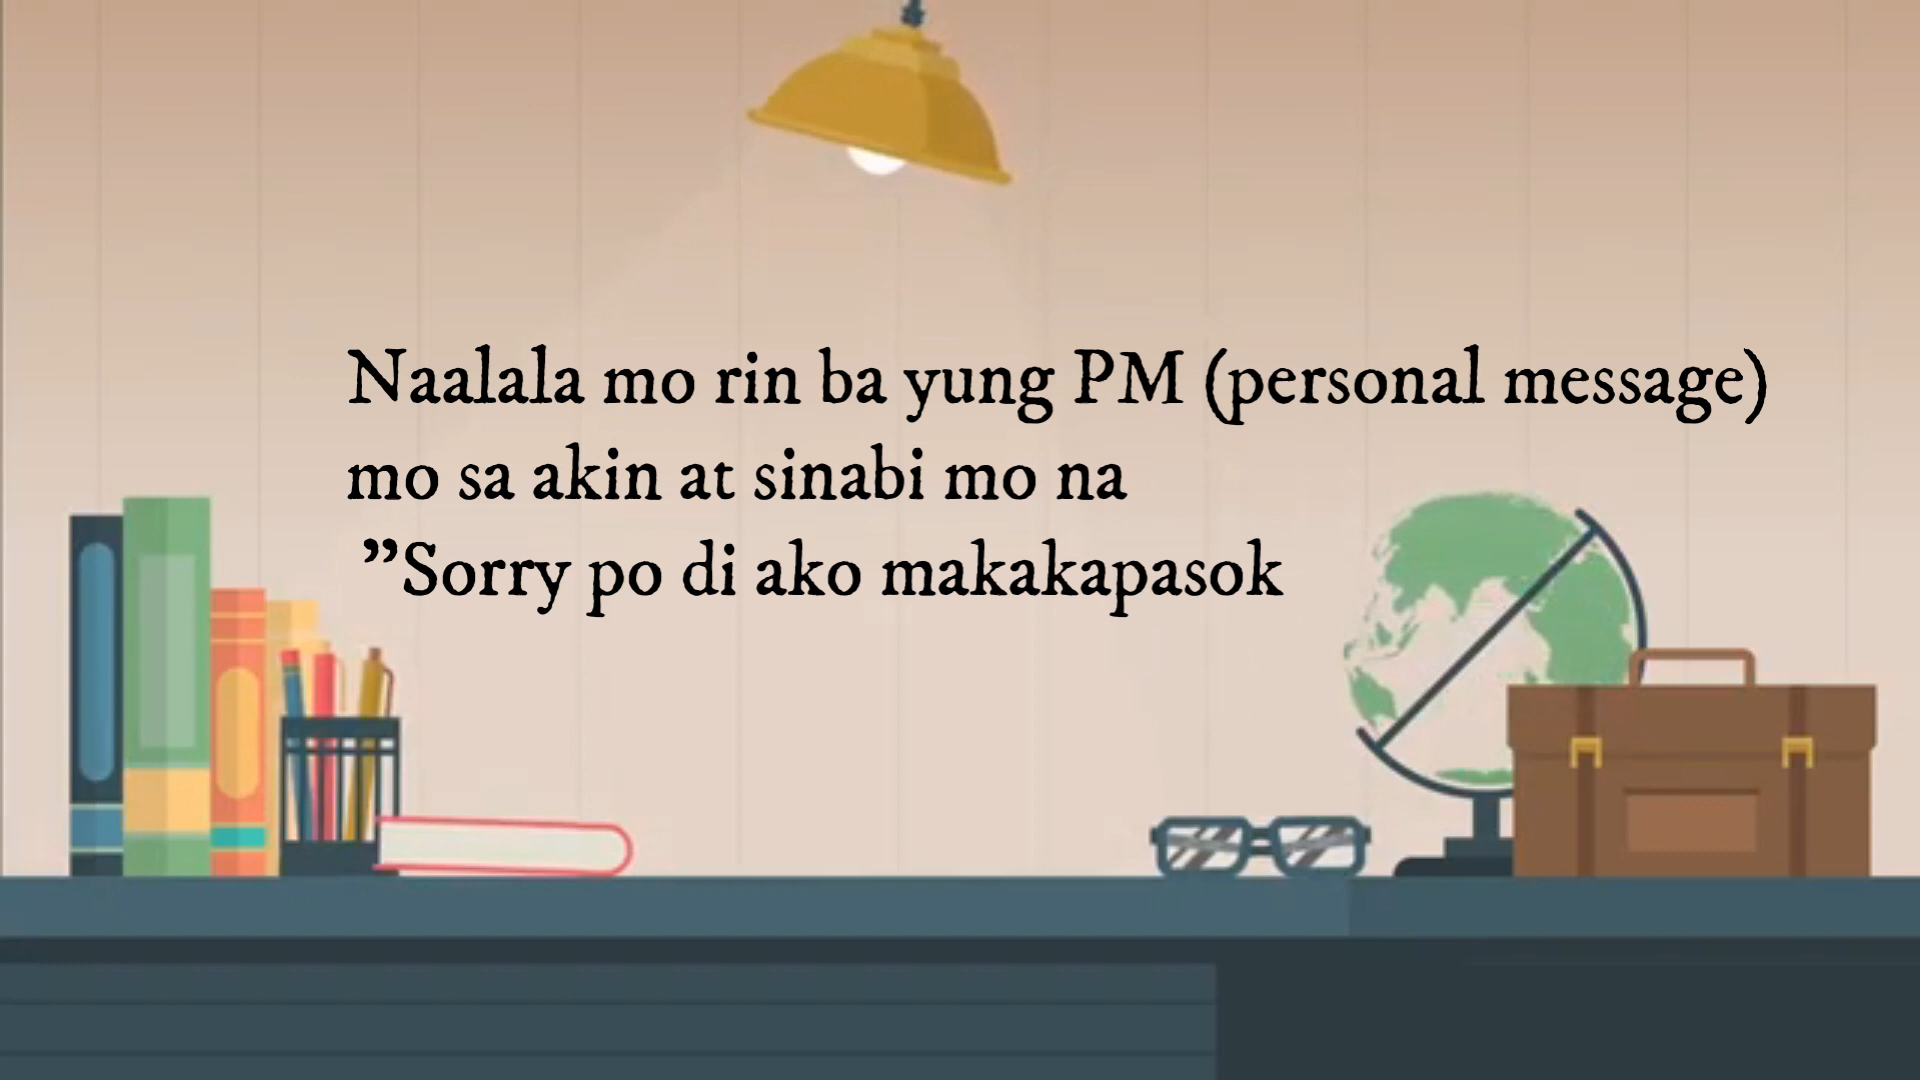 Naalala mo rin ba yung PM (personal message)
mo sa akin at sinabi mo na
”Sorry po di ako makakapasok